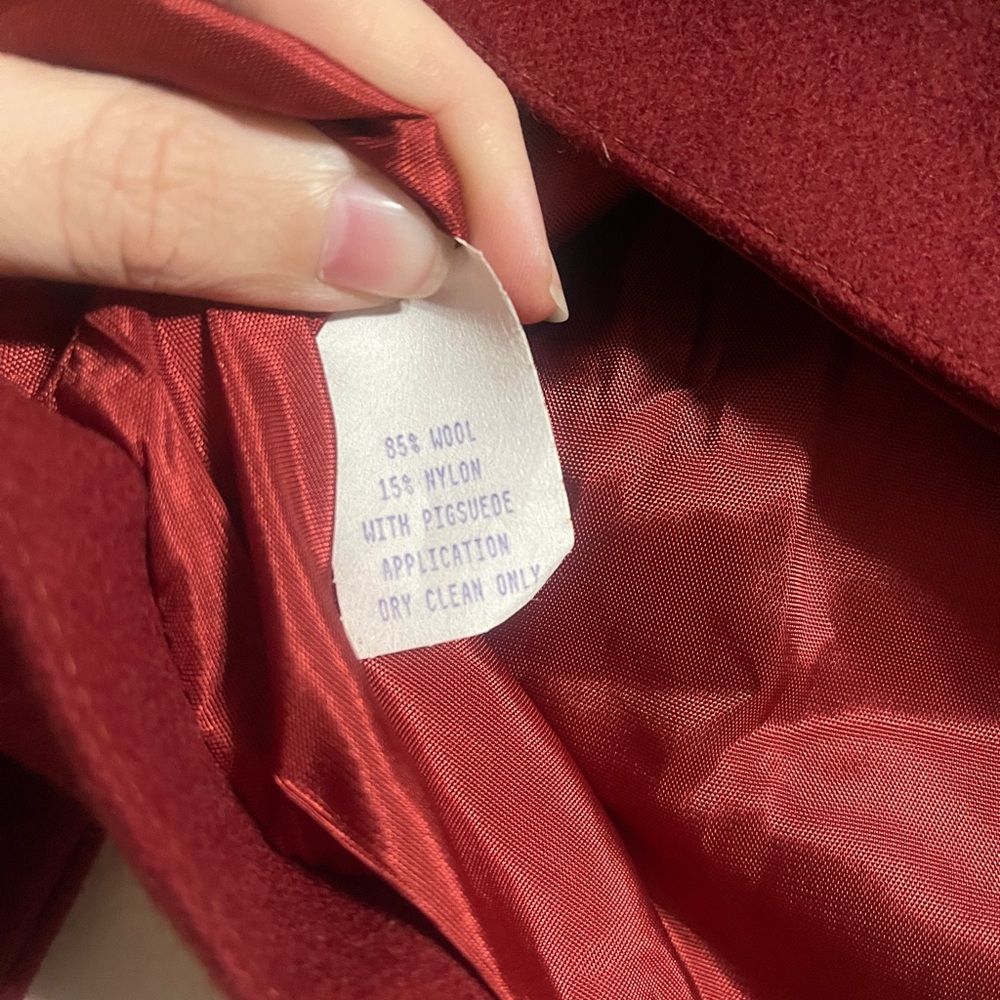 85% WOOL
15% NYLON
WITH PIGSUEDE
APPLICATION
DRY CLEAN ONLY